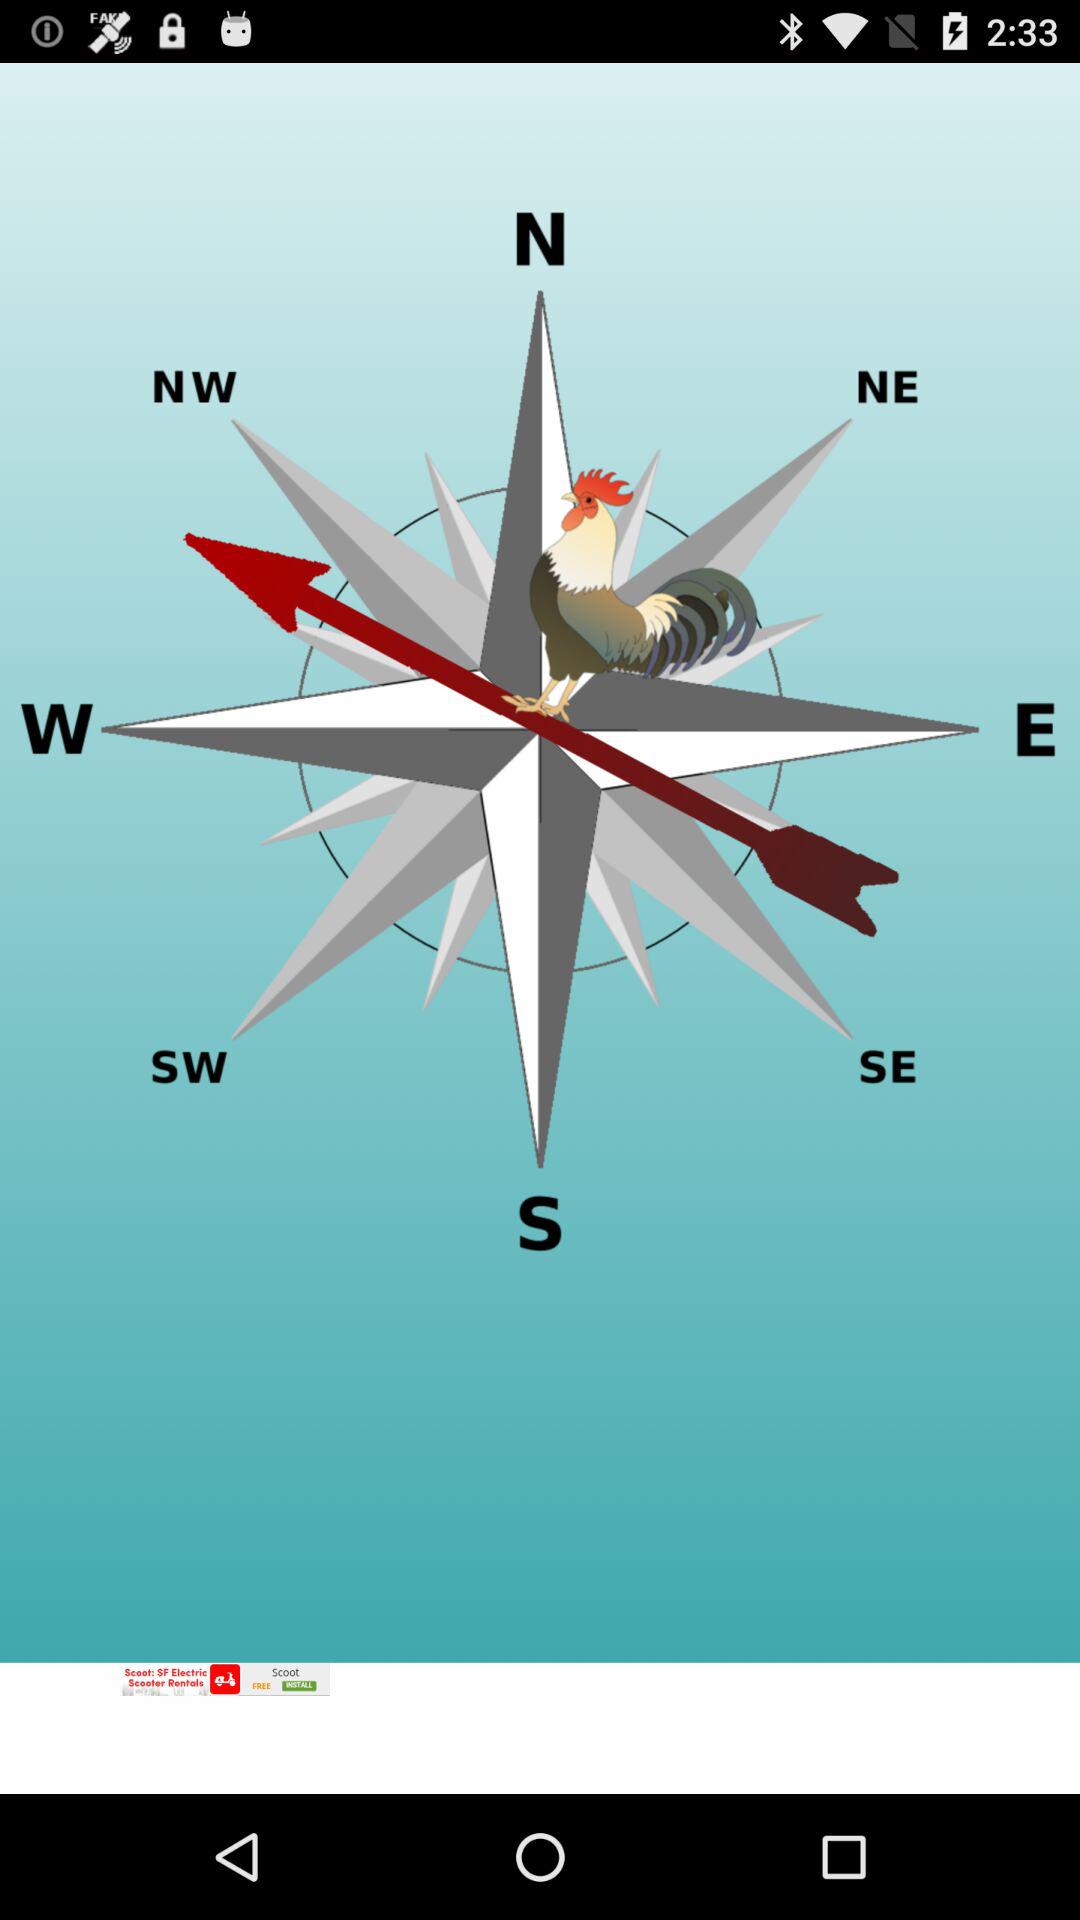 FAKE
2:33
N
NW NE
W E
SW SE
S
Scoot: SF Electric
Scooter Rentals
Scoot
FREE INSTALL